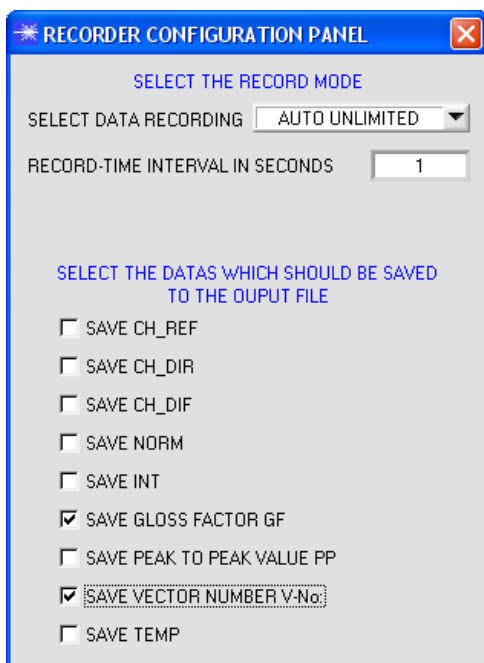 RECORDER CONFIGURATION PANEL
SELECT THE RECORD MODE
SELECT DATA RECORDING AUTO UNLIMITED
RECORD-TIME INTERVAL IN SECONDS 1
SELECT THE DATAS WHICH SHOULD BE SAVED
TO THE OUPUT FILE
SAVE CH_REF
SAVE CH_DIR
SAVE CH_DIF
SAVE NORM
SAVE INT
SAVE GLOSS FACTOR GF
SAVE PEAK TO PEAK VALUE PP
SAVE VECTOR NUMBER V-No:
SAVE TEMP